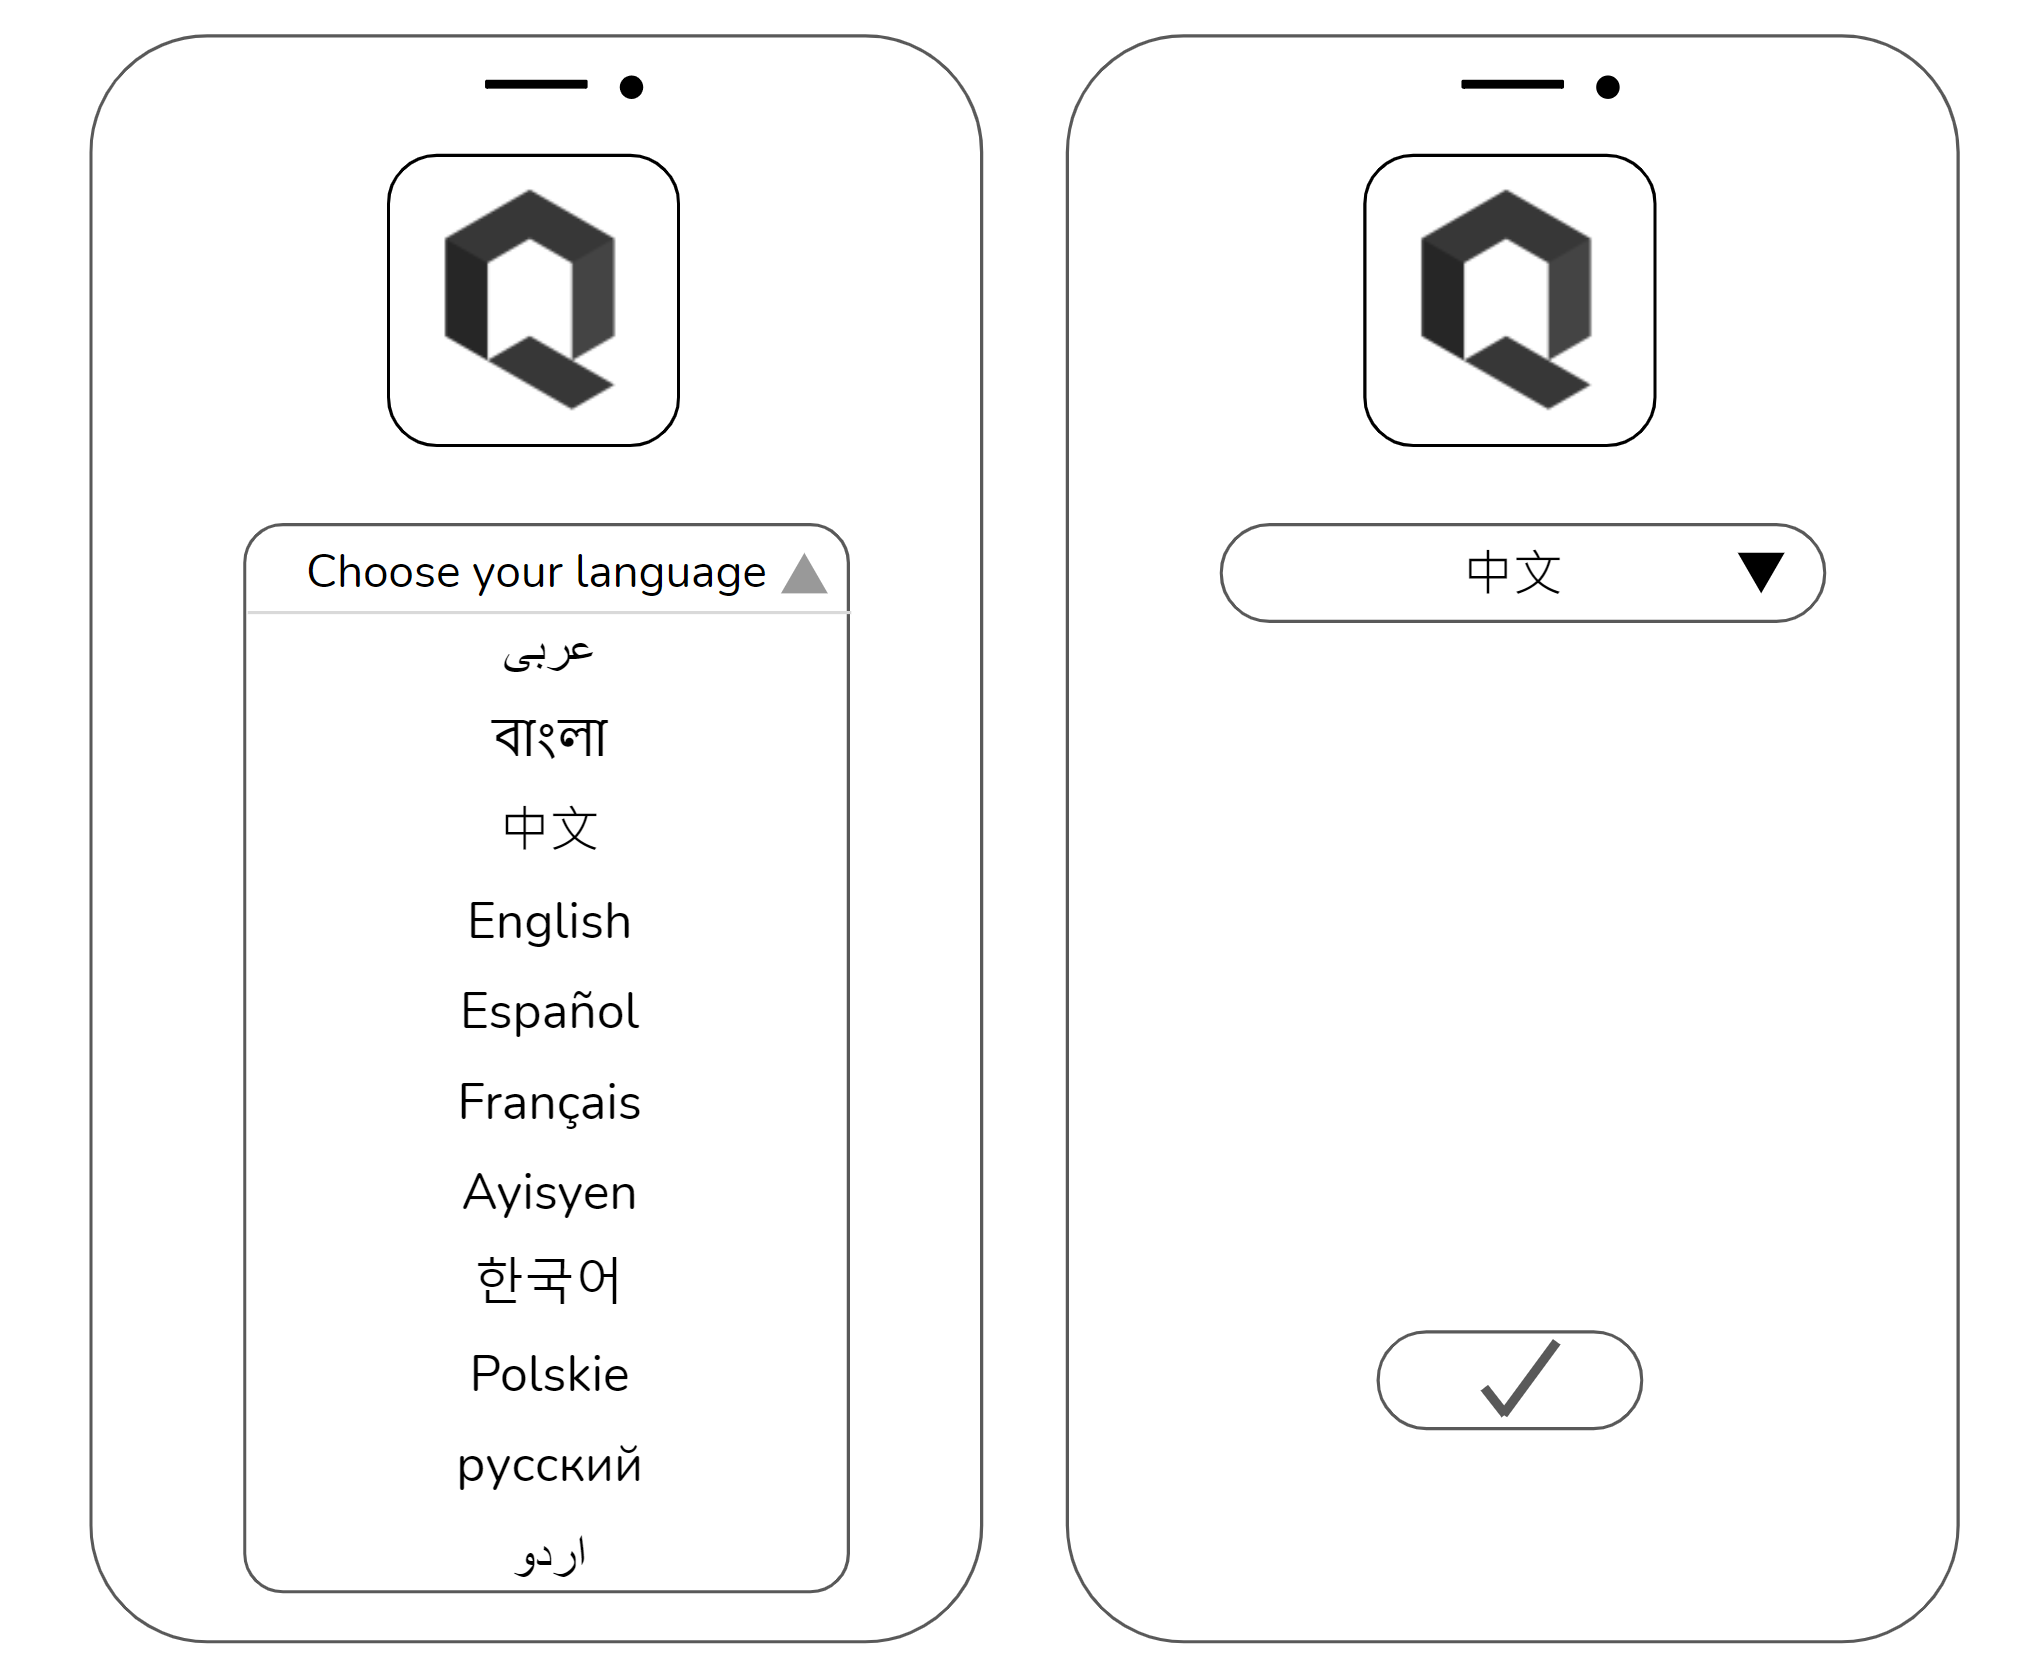 Choose your language
عربى
বাংলা
中文
English
Español
Français
Ayisyen
한국어
Polskie
русский
اردو
中文